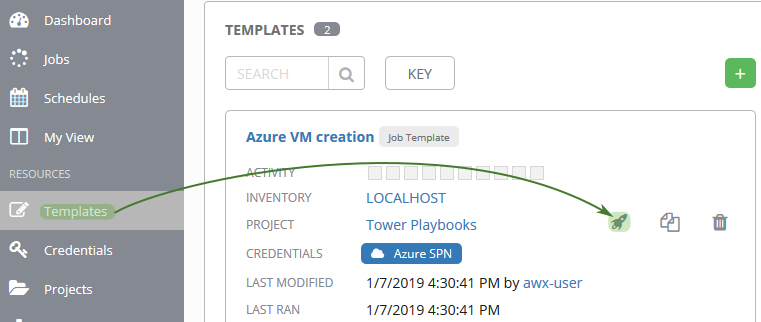 Dashboard
Jobs
Schedules
My View
RESOURCES
Templates
Credentials
Projects
TEMPLATES 2
SEARCH KEY +
Azure VM creation Job Template
ACTIVITY
INVENTORY LOCALHOST
PROJECT Tower Playbooks
CREDENTIALS Azure SPN
LAST MODIFIED 1/7/2019 4:30:41 PM by awx-user
LAST RAN 1/7/2019 4:30:41 PM